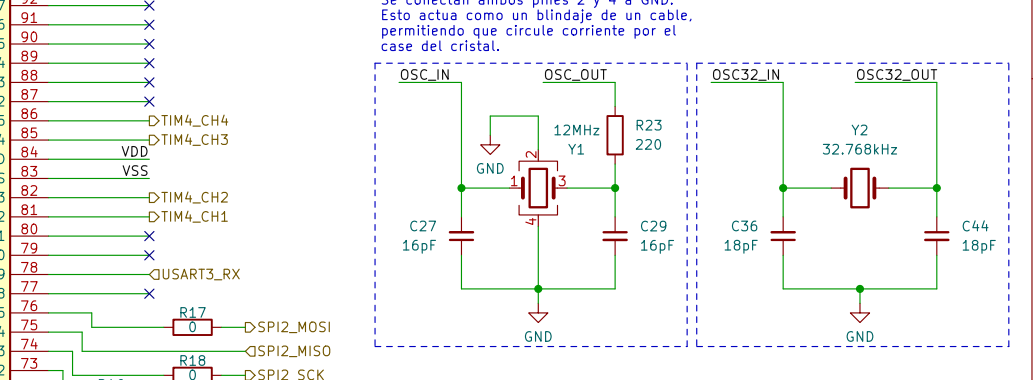 Se conectan ambos pines 2 y 4 a GND.
Esto actua como un blindaje de un cable,
permitiendo que circule corriente por el
case del cristal.
92
91
90
89
88
87
86 TIM4_CH4
85 TIM4_CH3
84 VDD
83 VSS
82 TIM4_CH2
81 TIM4_CH1
80
79
78 USART3_RX
77
76
R17
0 SPI2_MOSI
75
SPI2_MISO
74
R18
73
0 SPI2_SCK
OSC_IN OSC_OUT
12MHz
Y1
R23
220
GND
2
1 3
4
C27
16pF
C29
16pF
GND
OSC32_IN OSC32_OUT
Y2
32.768kHz
C36
18pF
C44
18pF
GND